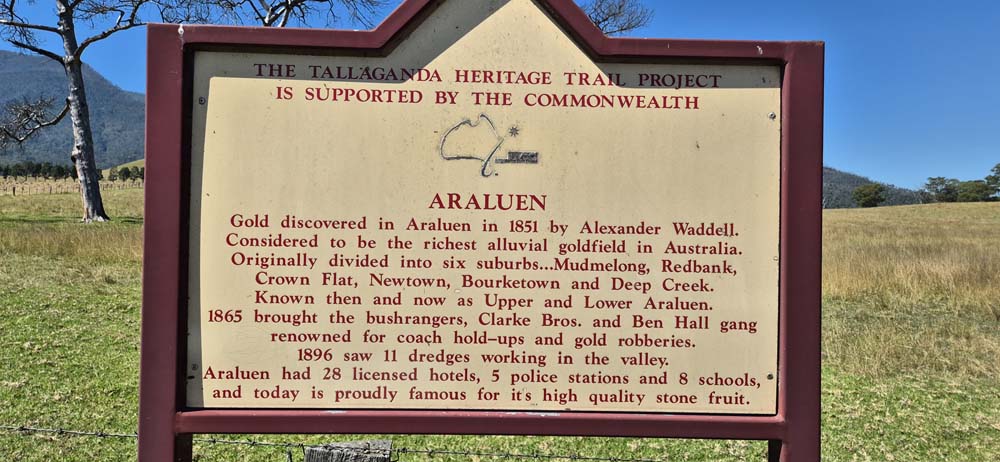 THE TALLAGANDA HERITAGE TRAIL PROJECT
IS SUPPORTED BY THE COMMONWEALTH
ARALUEN
Gold discovered in Araluen in 1851 by Alexander Waddell.
Considered to be the richest alluvial goldfield in Australia.
Originally divided into six suburbs...Mudmelong, Redbank,
Crown Flat, Newtown, Bourketown and Deep Creek.
Known then and now as Upper and Lower Araluen.
1865 brought the bushrangers, Clarke Bros. and Ben Hall gang
renowned for coach hold-ups and gold robberies.
1896 saw 11 dredges working in the valley.
Araluen had 28 licensed hotels, 5 police stations and 8 schools,
and today is proudly famous for it's high quality stone fruit.